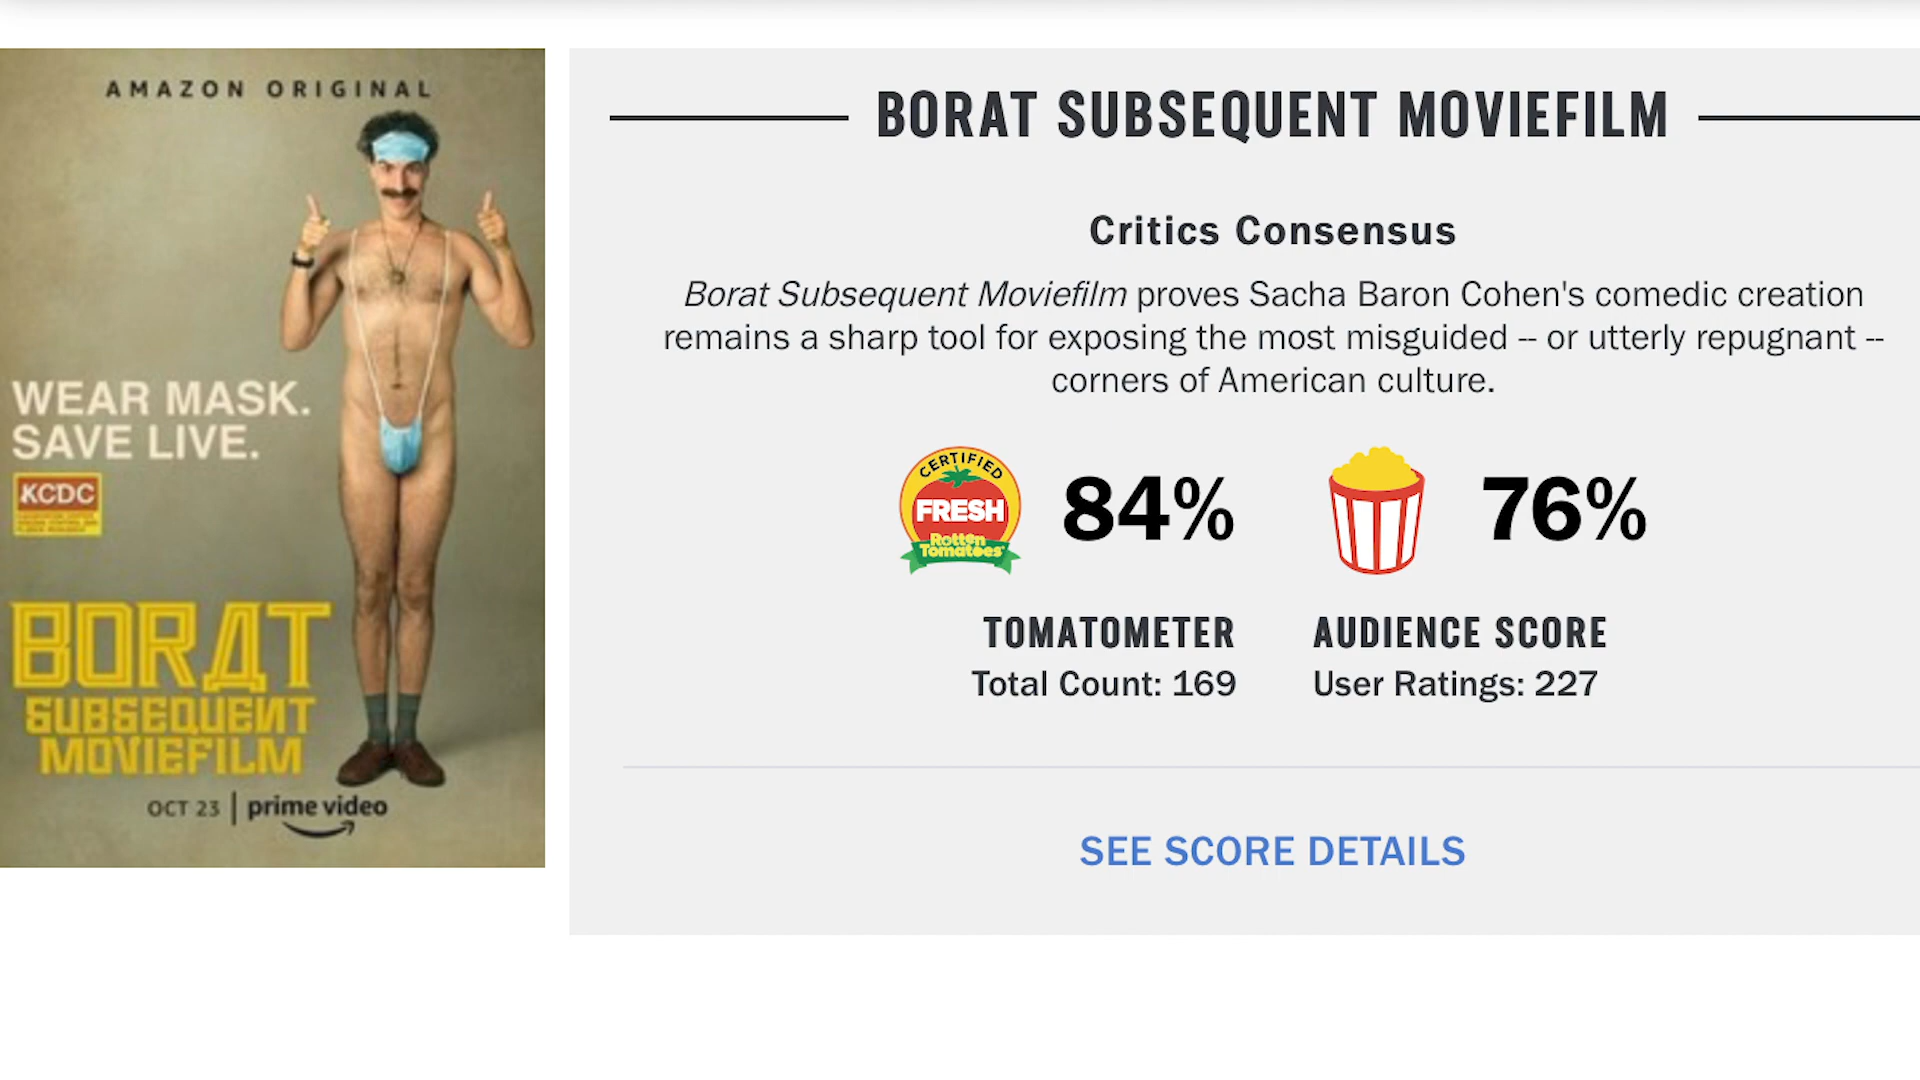 AMAZON ORIGINAL
WEAR MASK.
SAVE LIVE.
KCDC
BORAT
SUBSEQUENT
MOVIEFILM
OCT 23 | prime video
BORAT SUBSEQUENT MOVIEFILM
Critics Consensus
Borat Subsequent Moviefilm proves Sacha Baron Cohen's comedic creation
remains a sharp tool for exposing the most misguided -- or utterly repugnant --
corners of American culture.
CERTIFIED
FRESH
Rotten
Tomatoes
84%
76%
TOMATOMETER
Total Count: 169
AUDIENCE SCORE
User Ratings: 227
SEE SCORE DETAILS